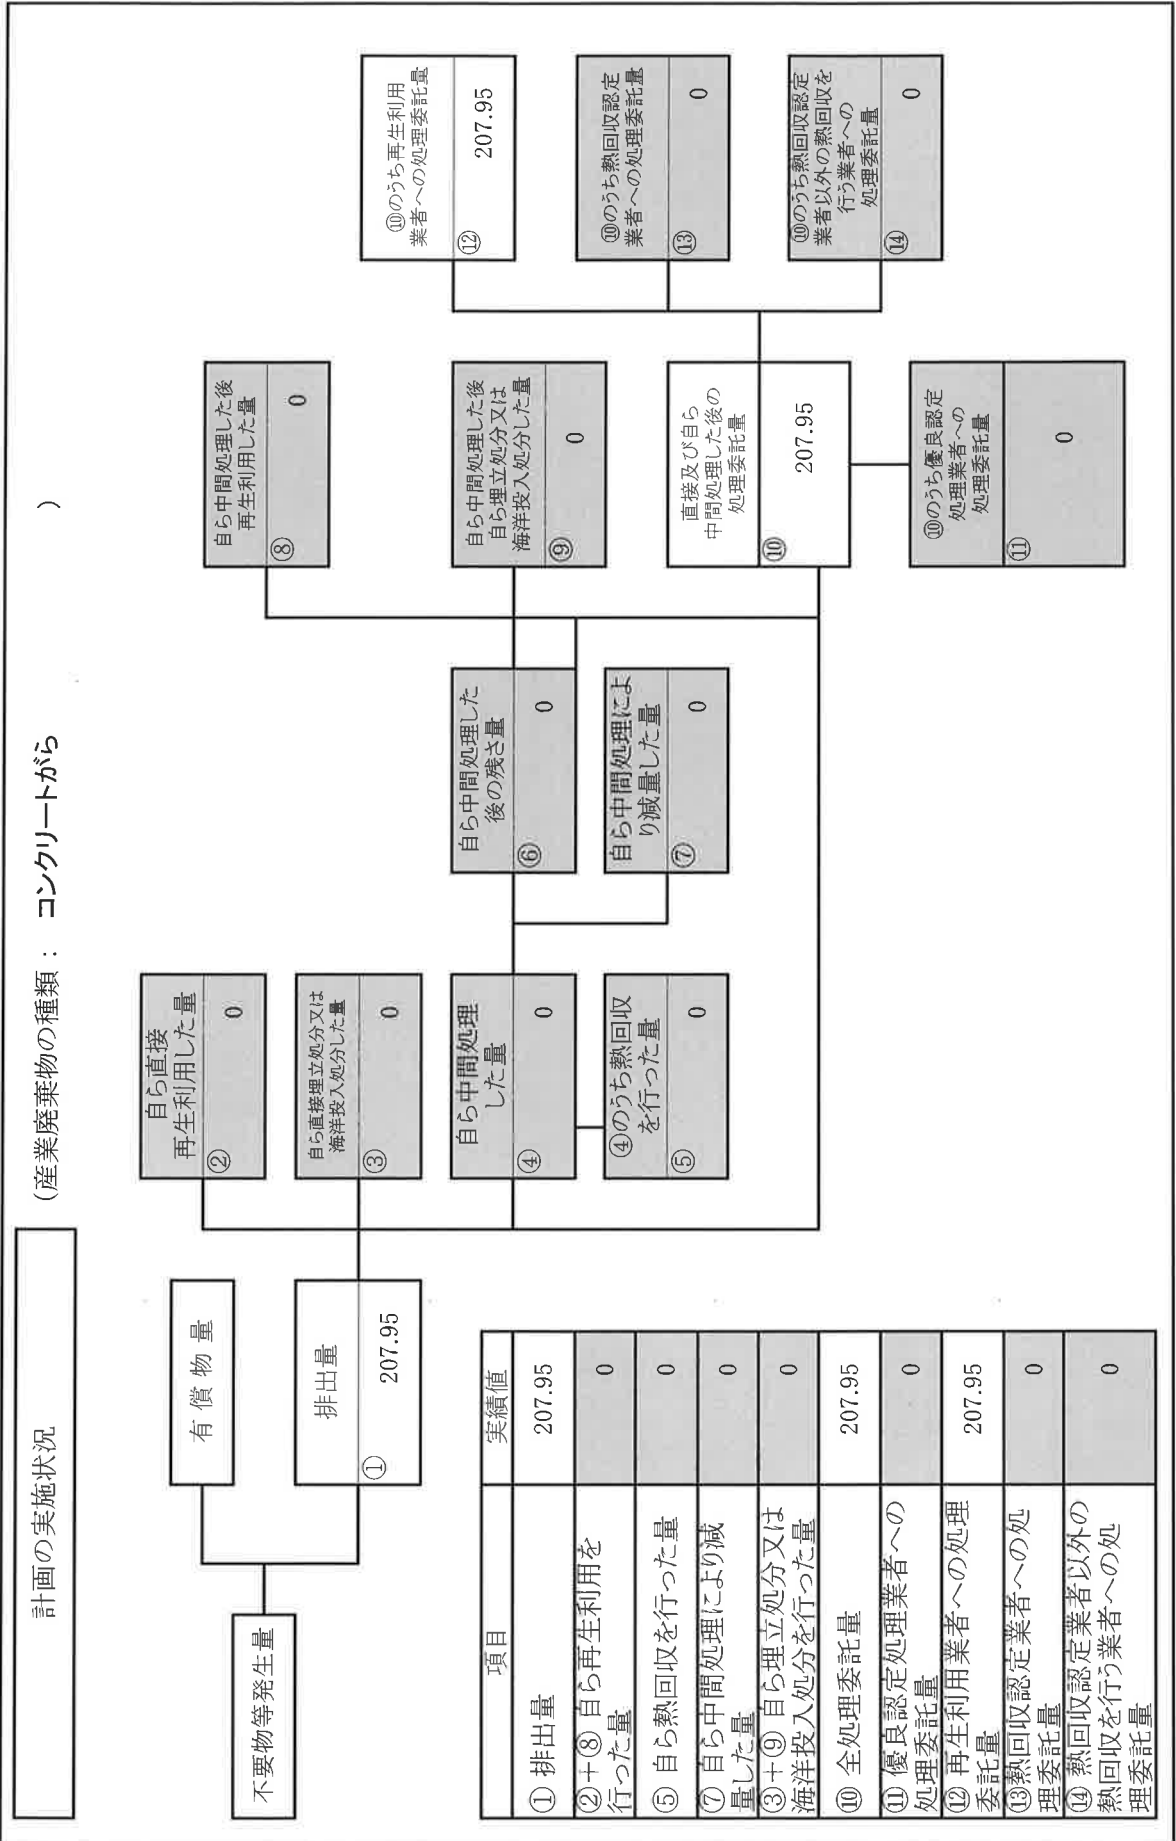 計画の実施状況
(産業廃棄物の種類： コンクリートがら )
不要物等発生量
有償物量
排出量
① 207.95
自ら直接
再生利用した量
② 0
自ら直接埋立処分又は
海洋投入処分した量
③ 0
自ら中間処理
した量
④ 0
④のうち熱回収
を行った量
⑤ 0
自ら中間処理した
後の残さ量
⑥ 0
自ら中間処理によ
り減量した量
⑦ 0
自ら中間処理した後
再生利用した量
⑧ 0
自ら中間処理した後
自ら埋立処分又は
海洋投入処分した量
⑨ 0
直接及び自ら
中間処理した後の
処理委託量
⑩ 207.95
⑩のうち優良認定
処理業者への
処理委託量
⑪ 0
⑩のうち再生利用
業者への処理委託量
⑫ 207.95
⑩のうち熱回収認定
業者への処理委託量
⑬ 0
⑩のうち熱回収認定
業者以外の熱回収を
行う業者への
処理委託量
⑭ 0
項目 実績値
① 排出量 207.95
②+⑧ 自ら再生利用を
行った量 0
⑤ 自ら熱回収を行った量 0
⑦ 自ら中間処理により減
量した量 0
③+⑨ 自ら埋立処分又は
海洋投入処分を行った量 0
⑩ 全処理委託量 207.95
⑪ 優良認定処理業者への
処理委託量 0
⑫ 再生利用業者への処理
委託量 207.95
⑬熱回収認定業者への処
理委託量 0
⑭ 熱回収認定業者以外の
熱回収を行う業者への処
理委託量 0